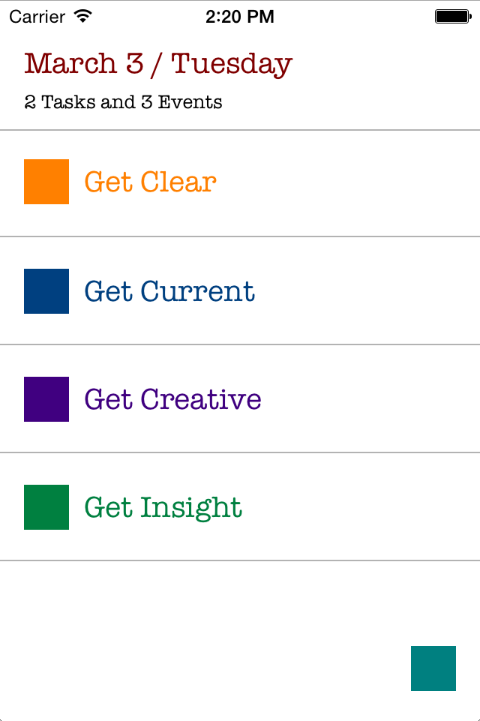 Carrier 2:20 PM
March 3 / Tuesday
2 Tasks and 3 Events
Get Clear
Get Current
Get Creative
Get Insight